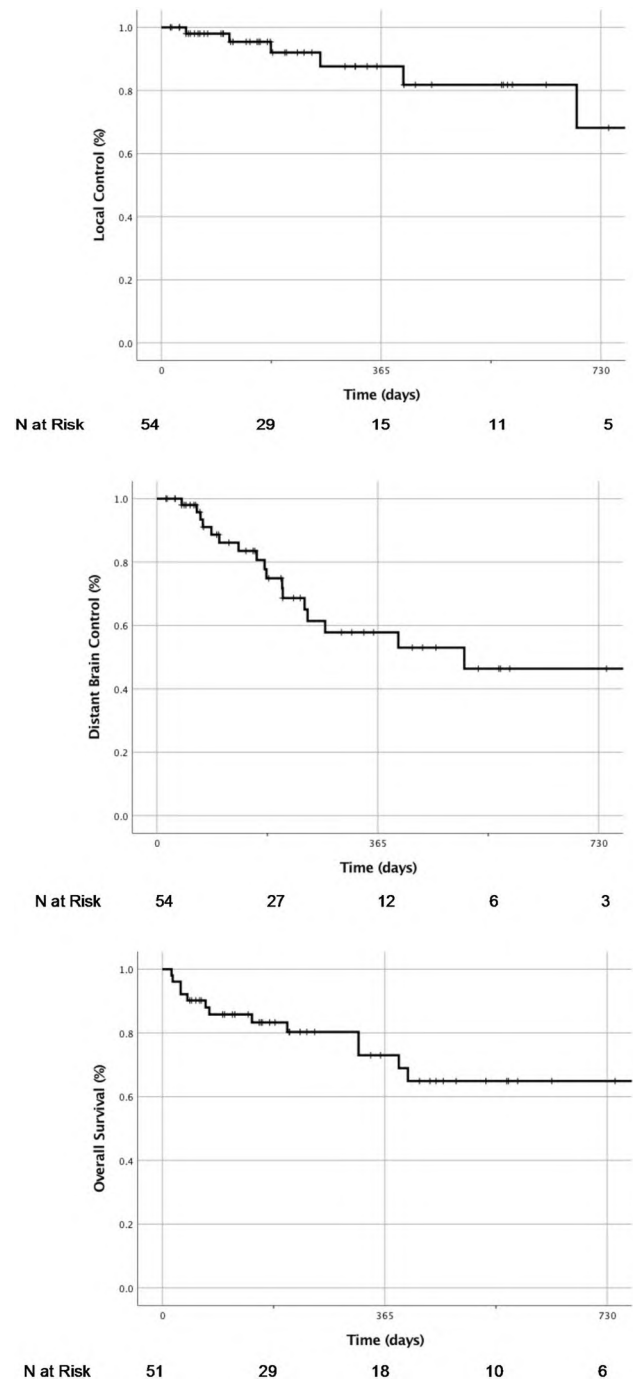 1.0
0.8
0.6
0.4
0.2
0.0
Local Control (%)
0 365 730
Time (days)
N at Risk 54 29 15 11 5
1.0
0.8
0.6
0.4
0.2
0.0
Distant Brain Control (%)
0 365 730
Time (days)
N at Risk 54 27 12 6 3
1.0
0.8
0.6
0.4
0.2
0.0
Overall Survival (%)
0 365 730
Time (days)
N at Risk 51 29 18 10 6